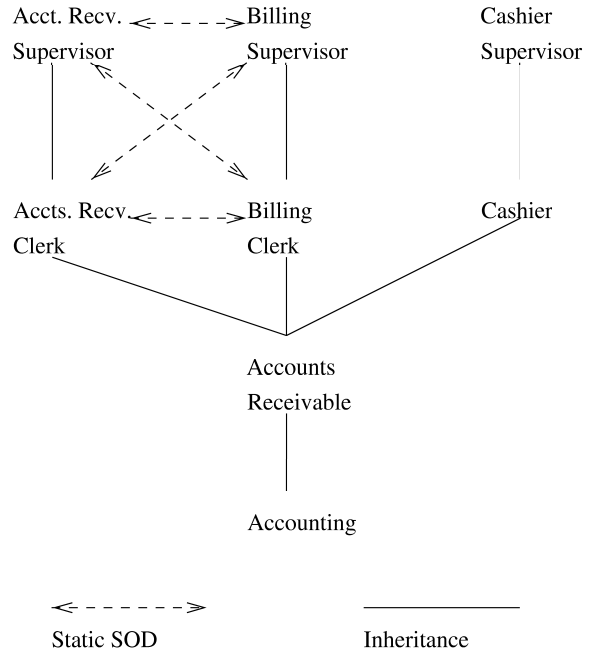 Acct. Recv.
Supervisor
Billing
Supervisor
Cashier
Supervisor
Accts. Recv.
Clerk
Billing
Clerk
Cashier
Accounts
Receivable
Accounting
Static SOD
Inheritance